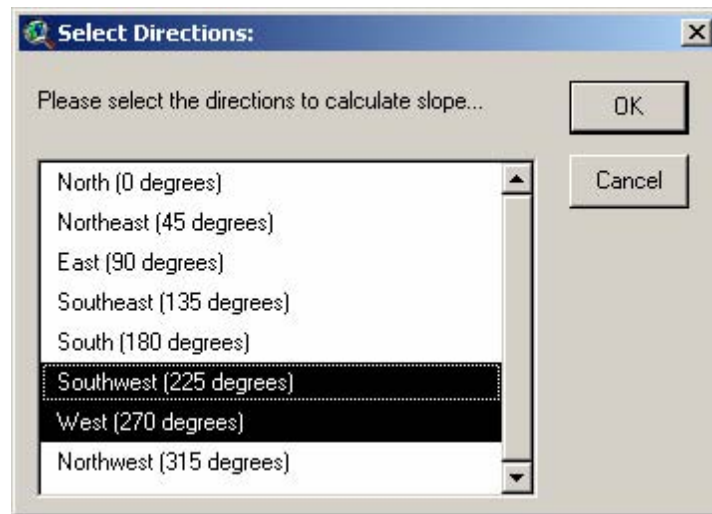 Select Directions:
Please select the directions to calculate slope...
OK
Cancel
North (0 degrees)
Northeast (45 degrees)
East (90 degrees)
Southeast (135 degrees)
South (180 degrees)
Southwest (225 degrees)
West (270 degrees)
Northwest (315 degrees)